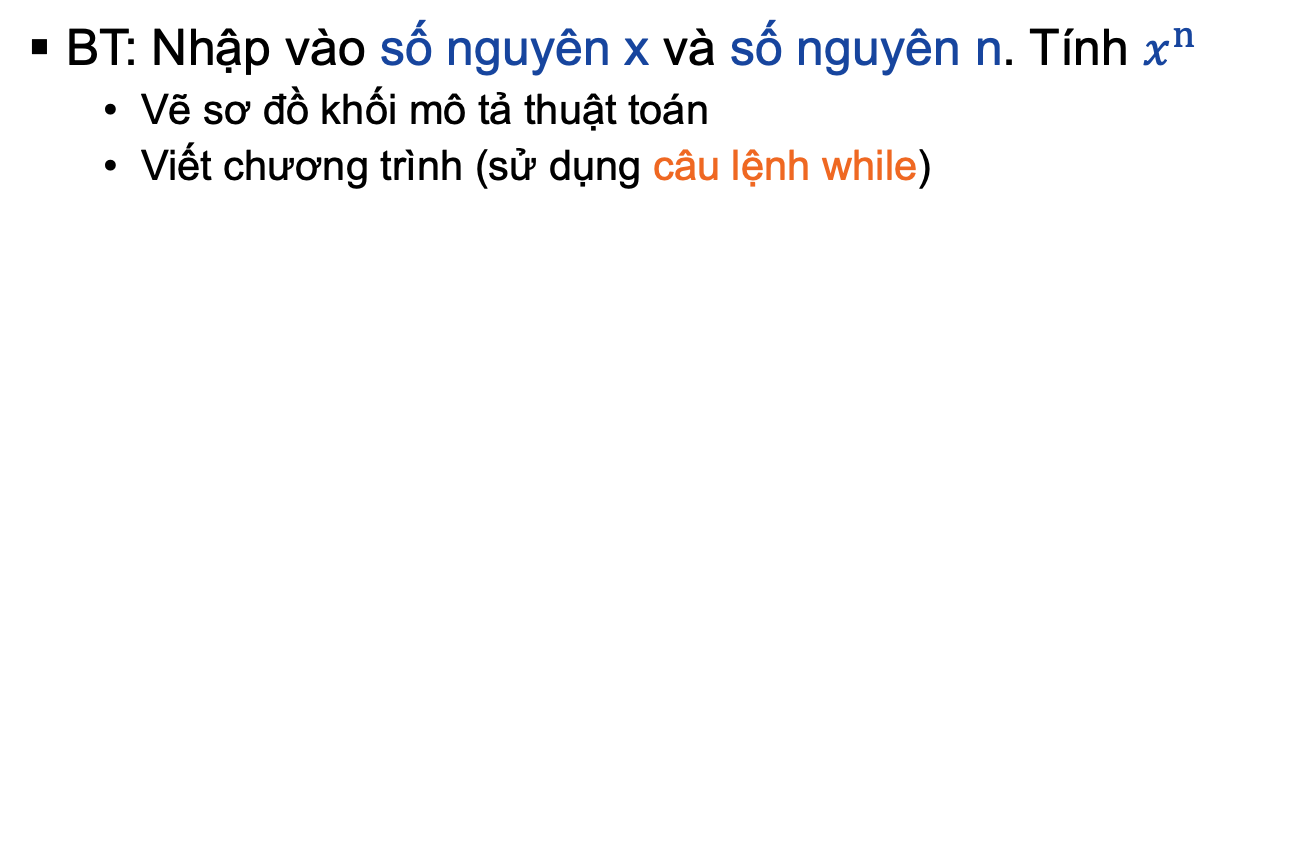 ▪ BT: Nhập vào số nguyên x và số nguyên n. Tính xⁿ
• Vẽ sơ đồ khối mô tả thuật toán
• Viết chương trình (sử dụng câu lệnh while)